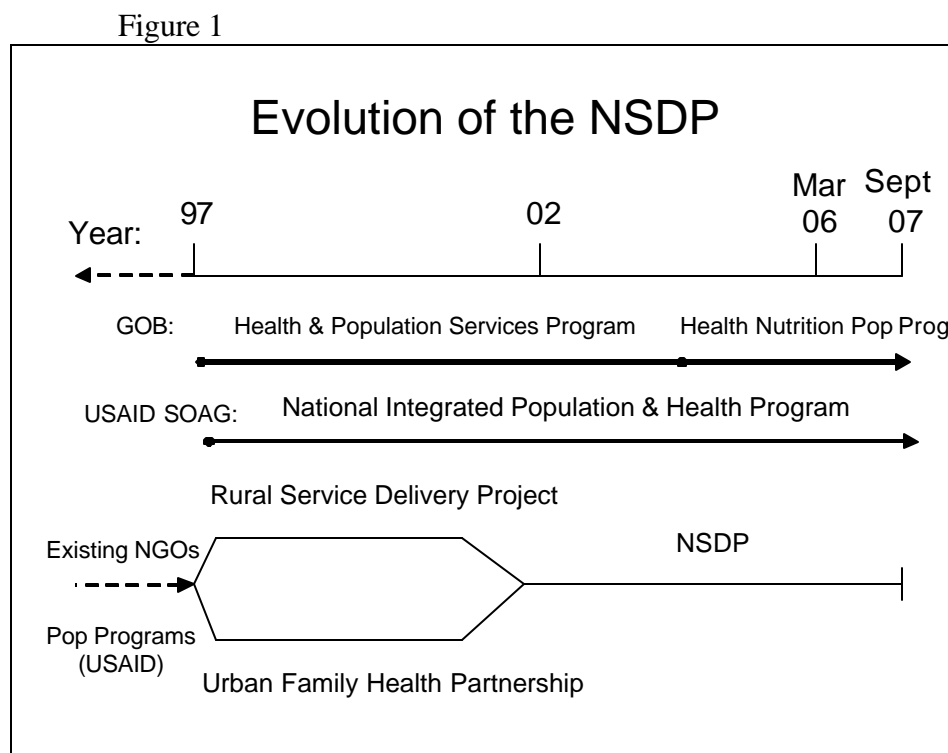 Figure 1
Evolution of the NSDP
Mar Sept
Year: 97 02 06 07
GOB: Health & Population Services Program Health Nutrition Pop Prog
USAID SOAG: National Integrated Population & Health Program
Rural Service Delivery Project
Existing NGOs
NSDP
Pop Programs
(USAID)
Urban Family Health Partnership